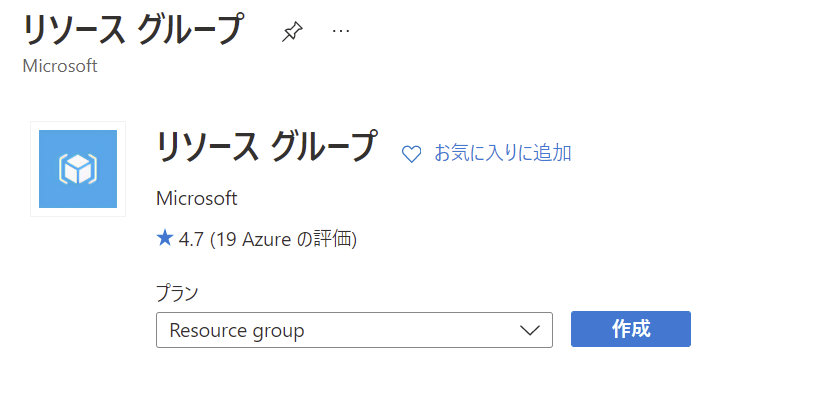 リソース グループ ...
Microsoft
リソース グループ
お気に入りに追加
Microsoft
★ 4.7 (19 Azure の評価)
プラン
Resource group
作成